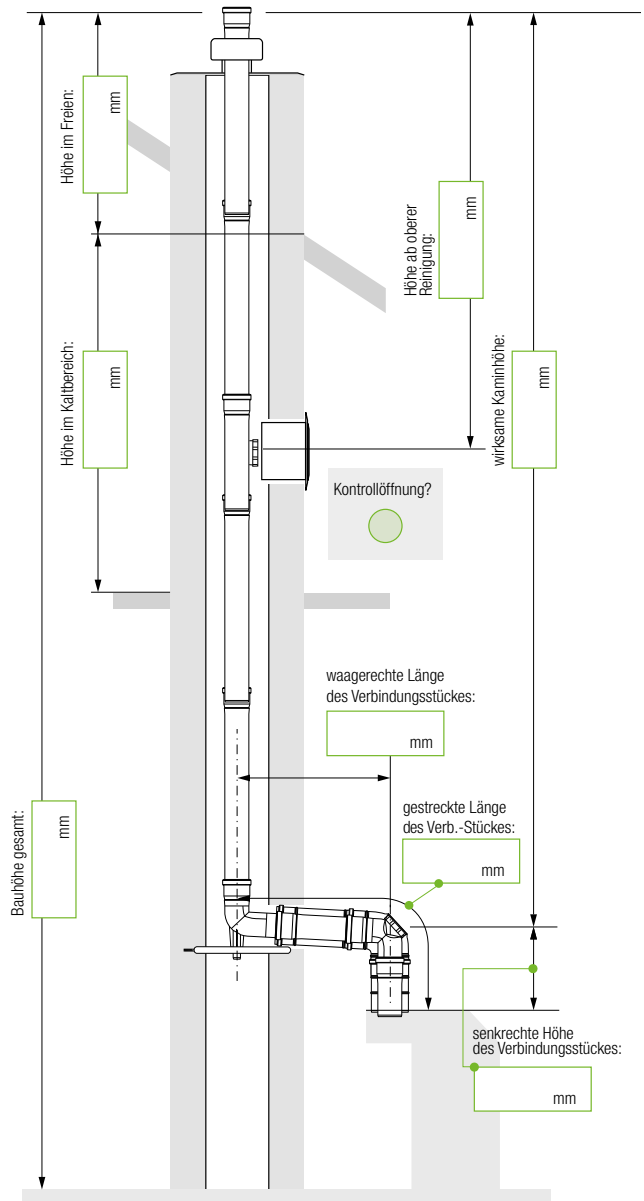 Höhe im Freien:
mm
Höhe ab oberer
Reinigung:
mm
Höhe im Kaltbereich:
mm
wirksame Kaminhöhe:
mm
Kontrollöffnung?
waagerechte Länge
des Verbindungsstückes:
mm
Bauhöhe gesamt:
mm
gestreckte Länge
des Verb.-Stückes:
mm
senkrechte Höhe
des Verbindungsstückes:
mm